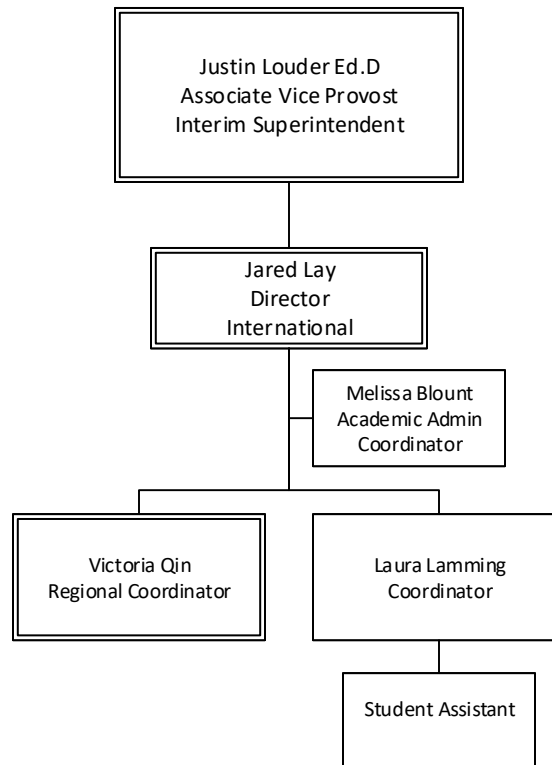 Justin Louder Ed.D
Associate Vice Provost
Interim Superintendent
Jared Lay
Director
International
Melissa Blount
Academic Admin
Coordinator
Victoria Qin
Regional Coordinator
Laura Lamming
Coordinator
Student Assistant